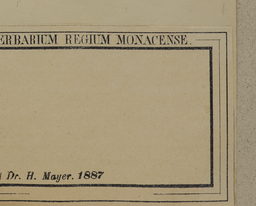 ERBARIUM REGIUM MONACENSE.
Dr. H. Mayer. 1887